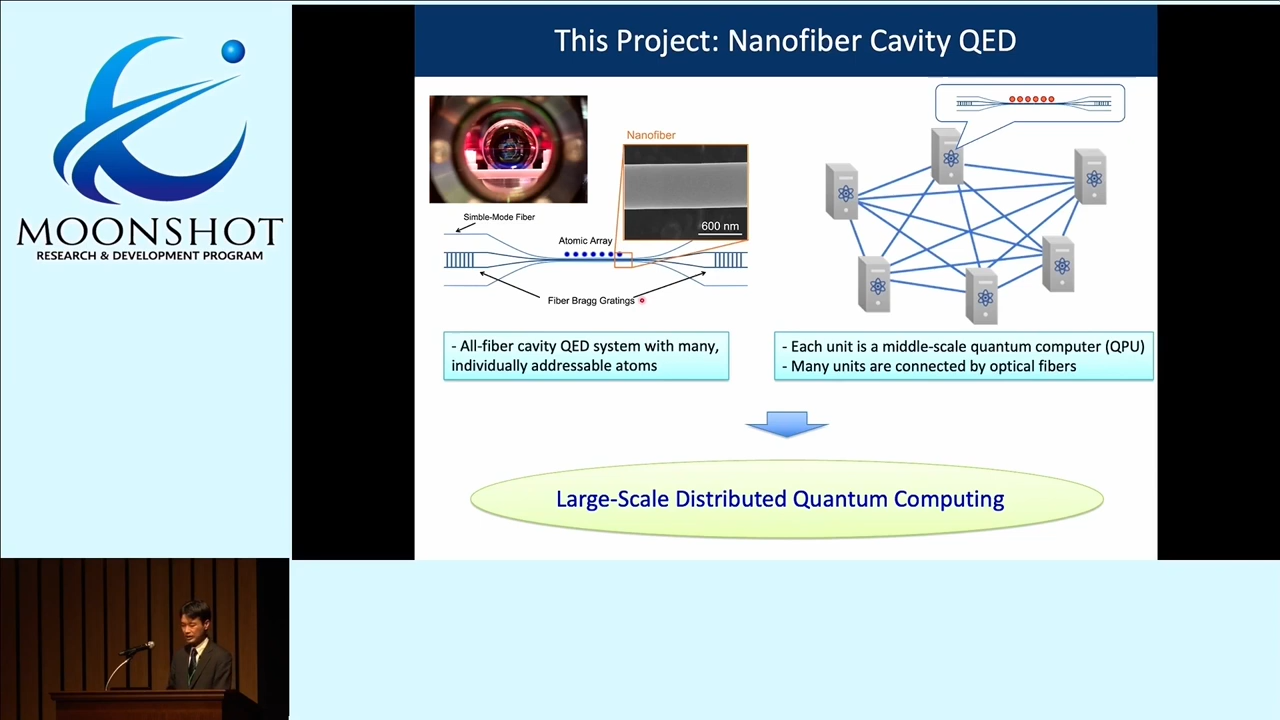 MOONSHOT
RESEARCH & DEVELOPMENT PROGRAM
This Project: Nanofiber Cavity QED
Nanofiber
600 nm
Simble-Mode Fiber
Atomic Array
Fiber Bragg Gratings
- All-fiber cavity QED system with many,
individually addressable atoms
- Each unit is a middle-scale quantum computer (QPU)
- Many units are connected by optical fibers
Large-Scale Distributed Quantum Computing